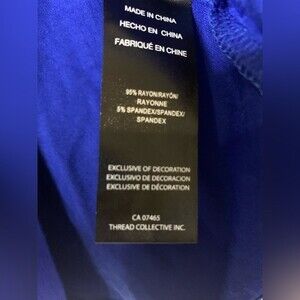 MADE IN CHINA
HECHO EN CHINA
FABRIQUÉ EN CHINE
95% RAYON/RAYÓN/
RAYONNE
5% SPANDEX/SPANDEX/
SPANDEX
EXCLUSIVE OF DECORATION
EXCLUSIVO DE DECORACION
EXCLUSIVE DE DÉCORATION
CA 07465
THREAD COLLECTIVE INC.